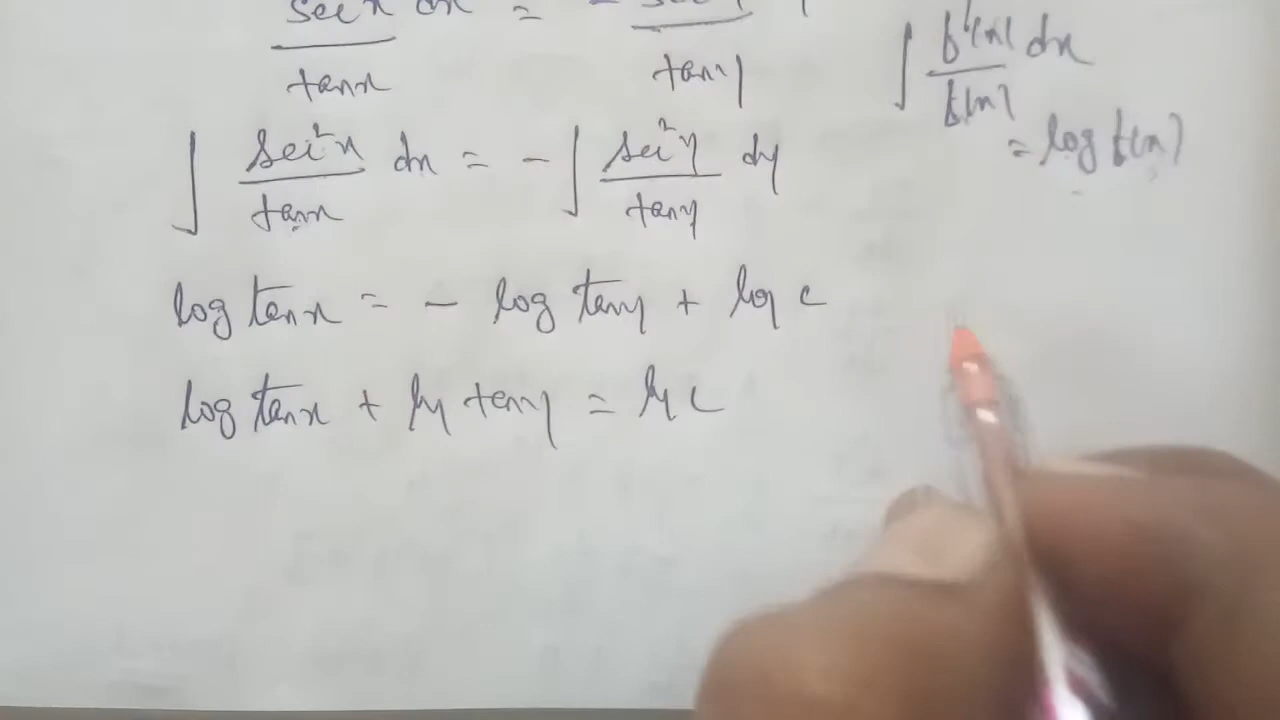 sec²x dx = - sec²y
tanx tany
∫ sec²x / tanx dx = - ∫ sec²y / tany dy
log tanx = - log tany + log c
log tanx + log tany = log c
∫ f'(x) / f(x) dx
= log f(x)